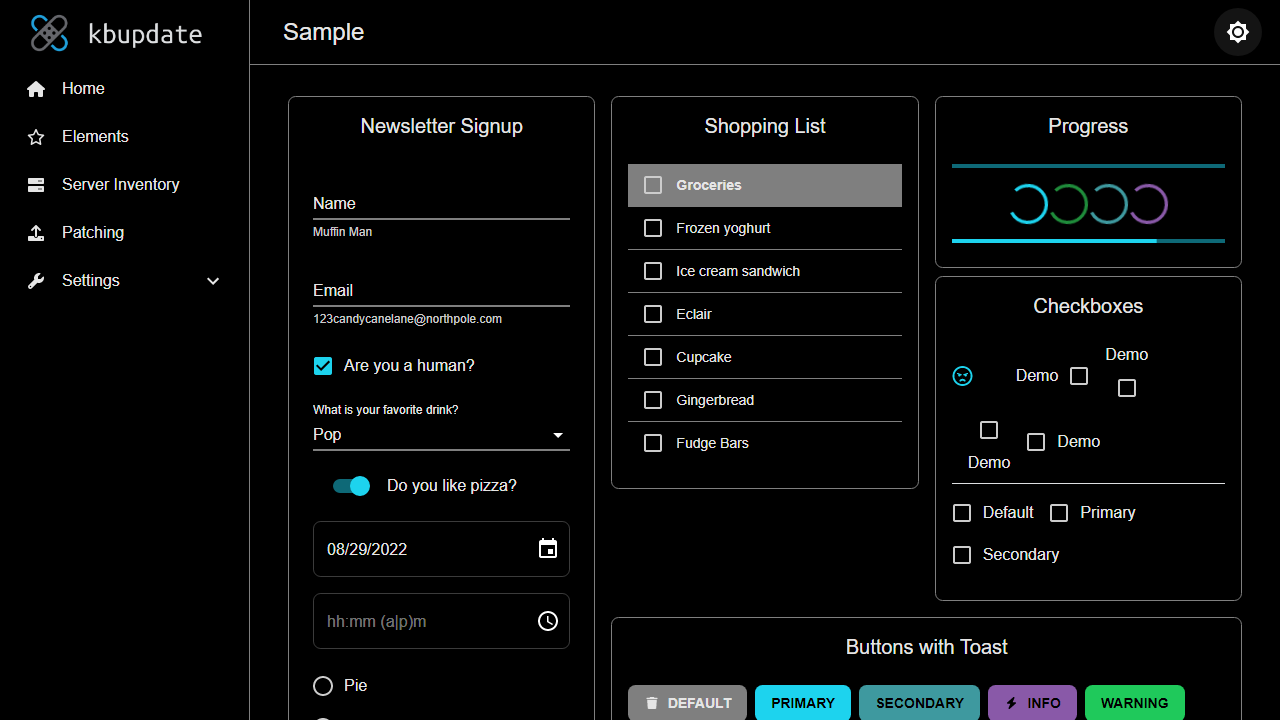 kbupdate
Home
Elements
Server Inventory
Patching
Settings
Sample
Newsletter Signup
Name
Muffin Man
Email
123candycanelane@northpole.com
Are you a human?
What is your favorite drink?
Pop
Do you like pizza?
08/29/2022
hh:mm (a|p)m
Pie
Shopping List
Groceries
Frozen yoghurt
Ice cream sandwich
Eclair
Cupcake
Gingerbread
Fudge Bars
Progress
Checkboxes
Demo
Demo
Demo
Demo
Default Primary
Secondary
Buttons with Toast
DEFAULT PRIMARY SECONDARY INFO WARNING